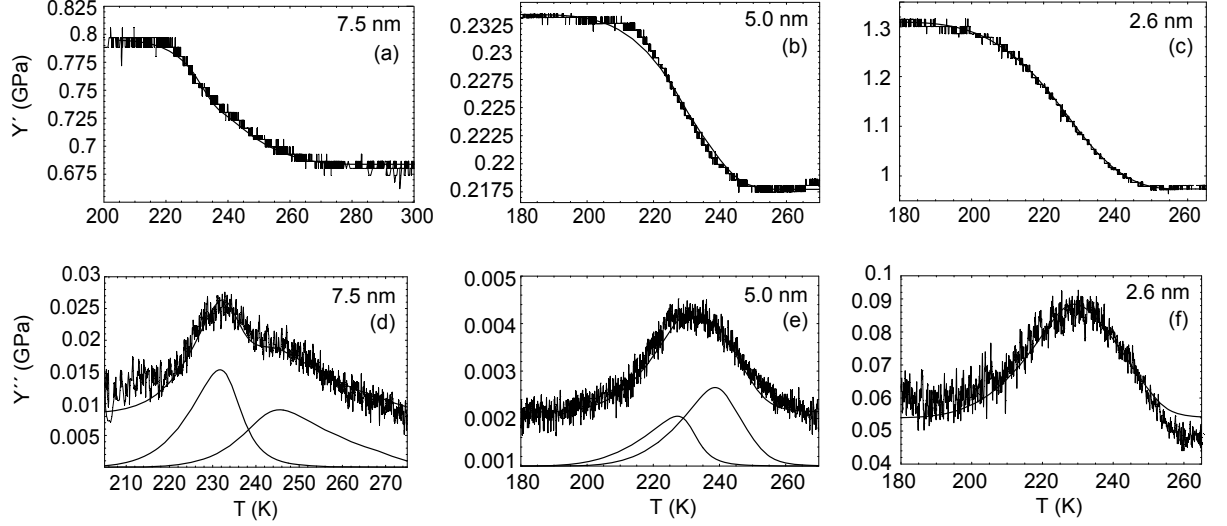 7.5 nm
(a)
Y′ (GPa)
0.8
0.775
0.75
0.725
0.7
0.675
200 220 240 260 280 300
5.0 nm
(b)
0.2325
0.23
0.2275
0.225
0.2225
0.22
0.2175
180 200 220 240 260
2.6 nm
(c)
1.3
1.2
1.1
1
180 200 220 240 260
7.5 nm
(d)
Y′′ (GPa)
0.03
0.025
0.02
0.015
0.01
0.005
210 220 230 240 250 260 270
T (K)
5.0 nm
(e)
0.005
0.004
0.003
0.002
0.001
180 200 220 240 260
T (K)
2.6 nm
(f)
0.1
0.09
0.08
0.07
0.06
0.05
0.04
180 200 220 240 260
T (K)